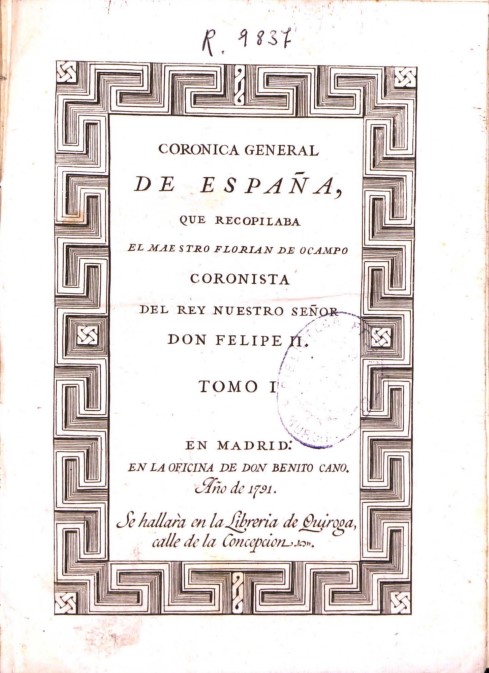 R. 9837
CORONICA GENERAL
DE ESPAÑA,
QUE RECOPILABA
EL MAESTRO FLORIAN DE OCAMPO
CORONISTA
DEL REY NUESTRO SEÑOR
DON FELIPE II.
TOMO I
EN MADRID:
EN LA OFICINA DE DON BENITO CANO.
Año de 1791.
Se hallarà en la Libreria de Quiroga,
calle de la Concepcion